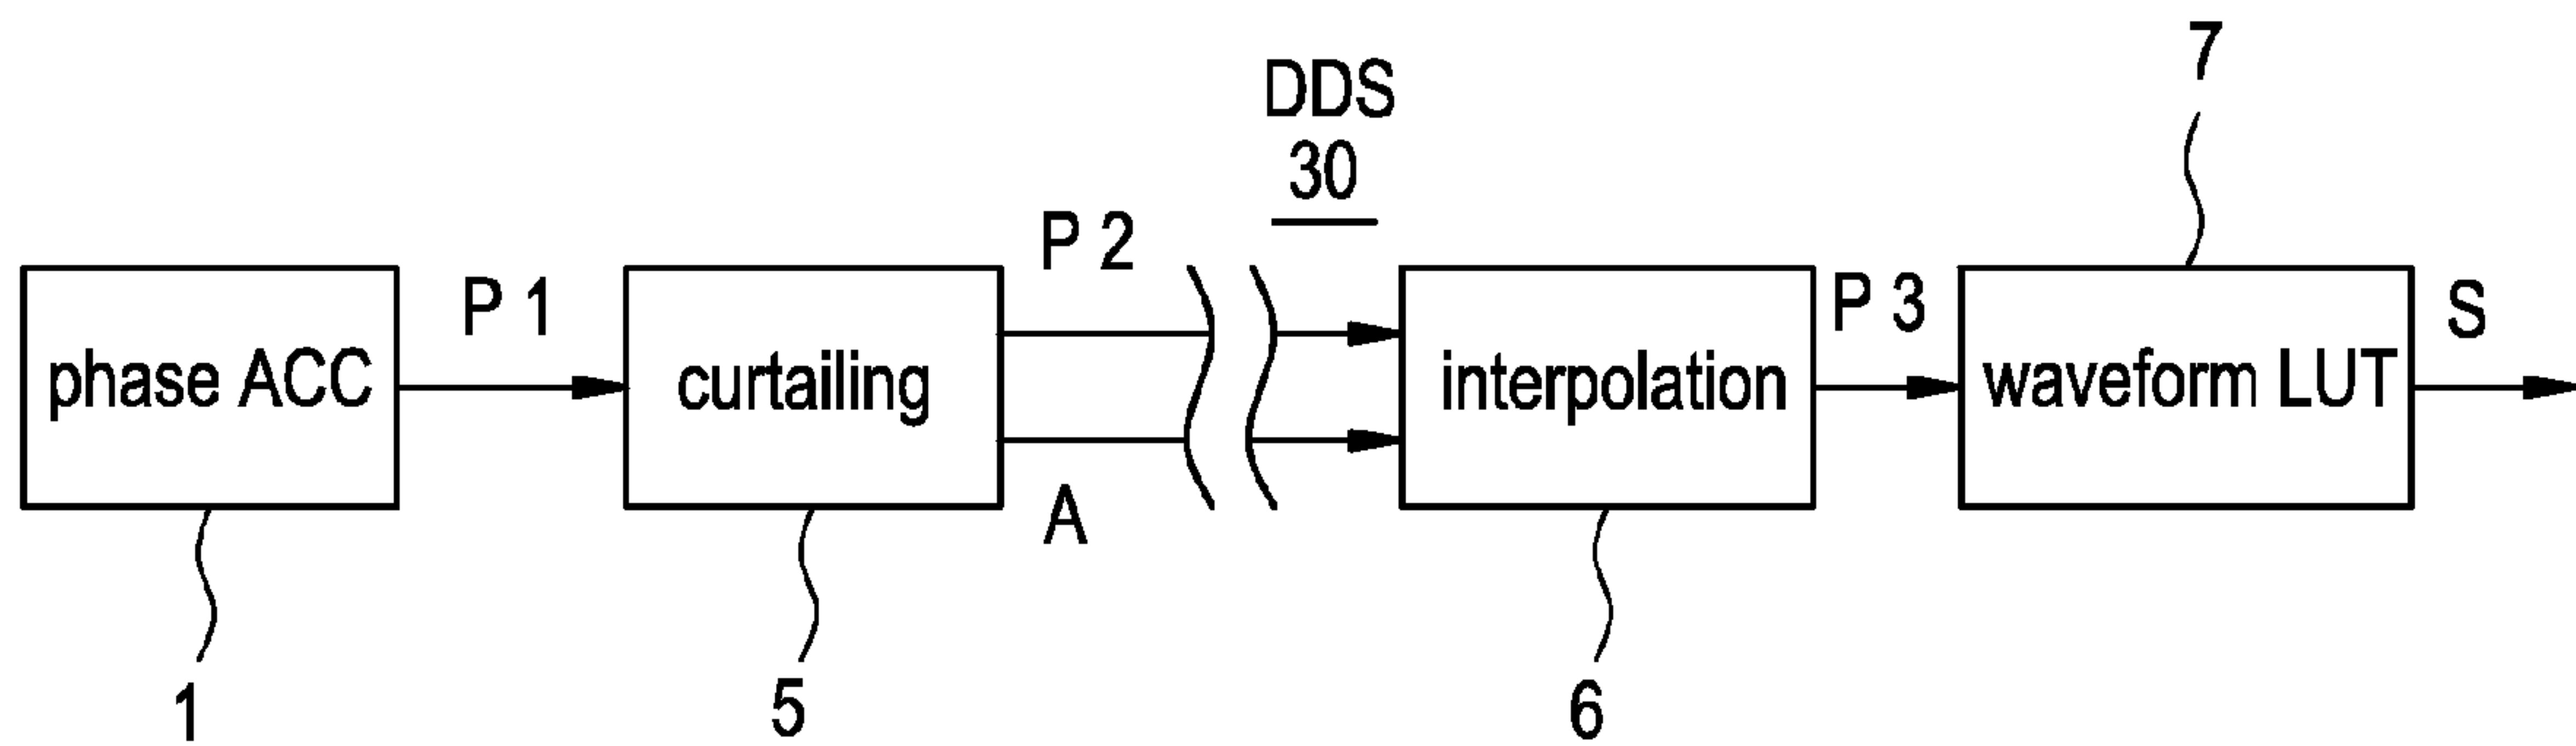 7
DDS
30
P 2
P 1
P 3
S
phase ACC
curtailing
interpolation
waveform LUT
A
1
5
6